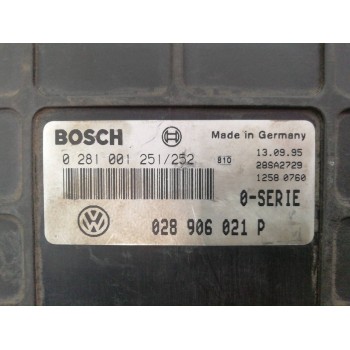 BOSCH
Made in Germany
0 281 001 251/252 810
13.09.95
28SA2729
1258 0760
0-SERIE
VW
028 906 021 P